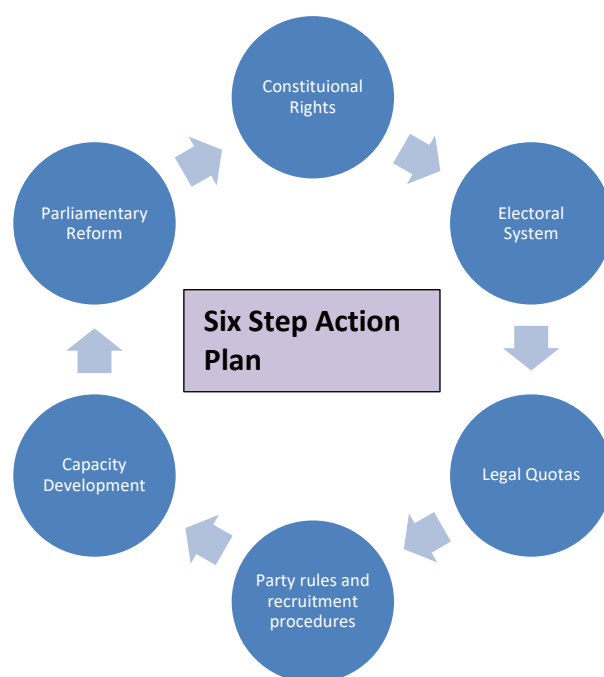 Constituional
Rights
Electoral
System
Legal Quotas
Party rules and
recruitment
procedures
Capacity
Development
Parliamentary
Reform
Six Step Action
Plan